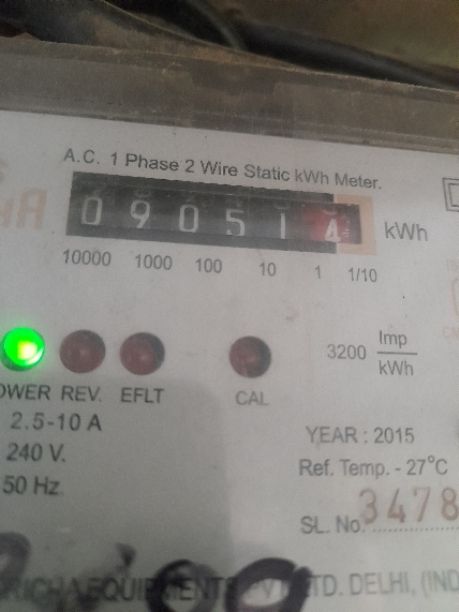 A.C. 1 Phase 2 Wire Static kWh Meter.
0 9 0 5 1 4 kWh
10000 1000 100 10 1 1/10
3200 Imp/kWh
REV. EFLT CAL
2.5-10 A
240 V.
50 Hz
YEAR : 2015
Ref. Temp. - 27°C
SL. No. 3478
LTD. DELHI,